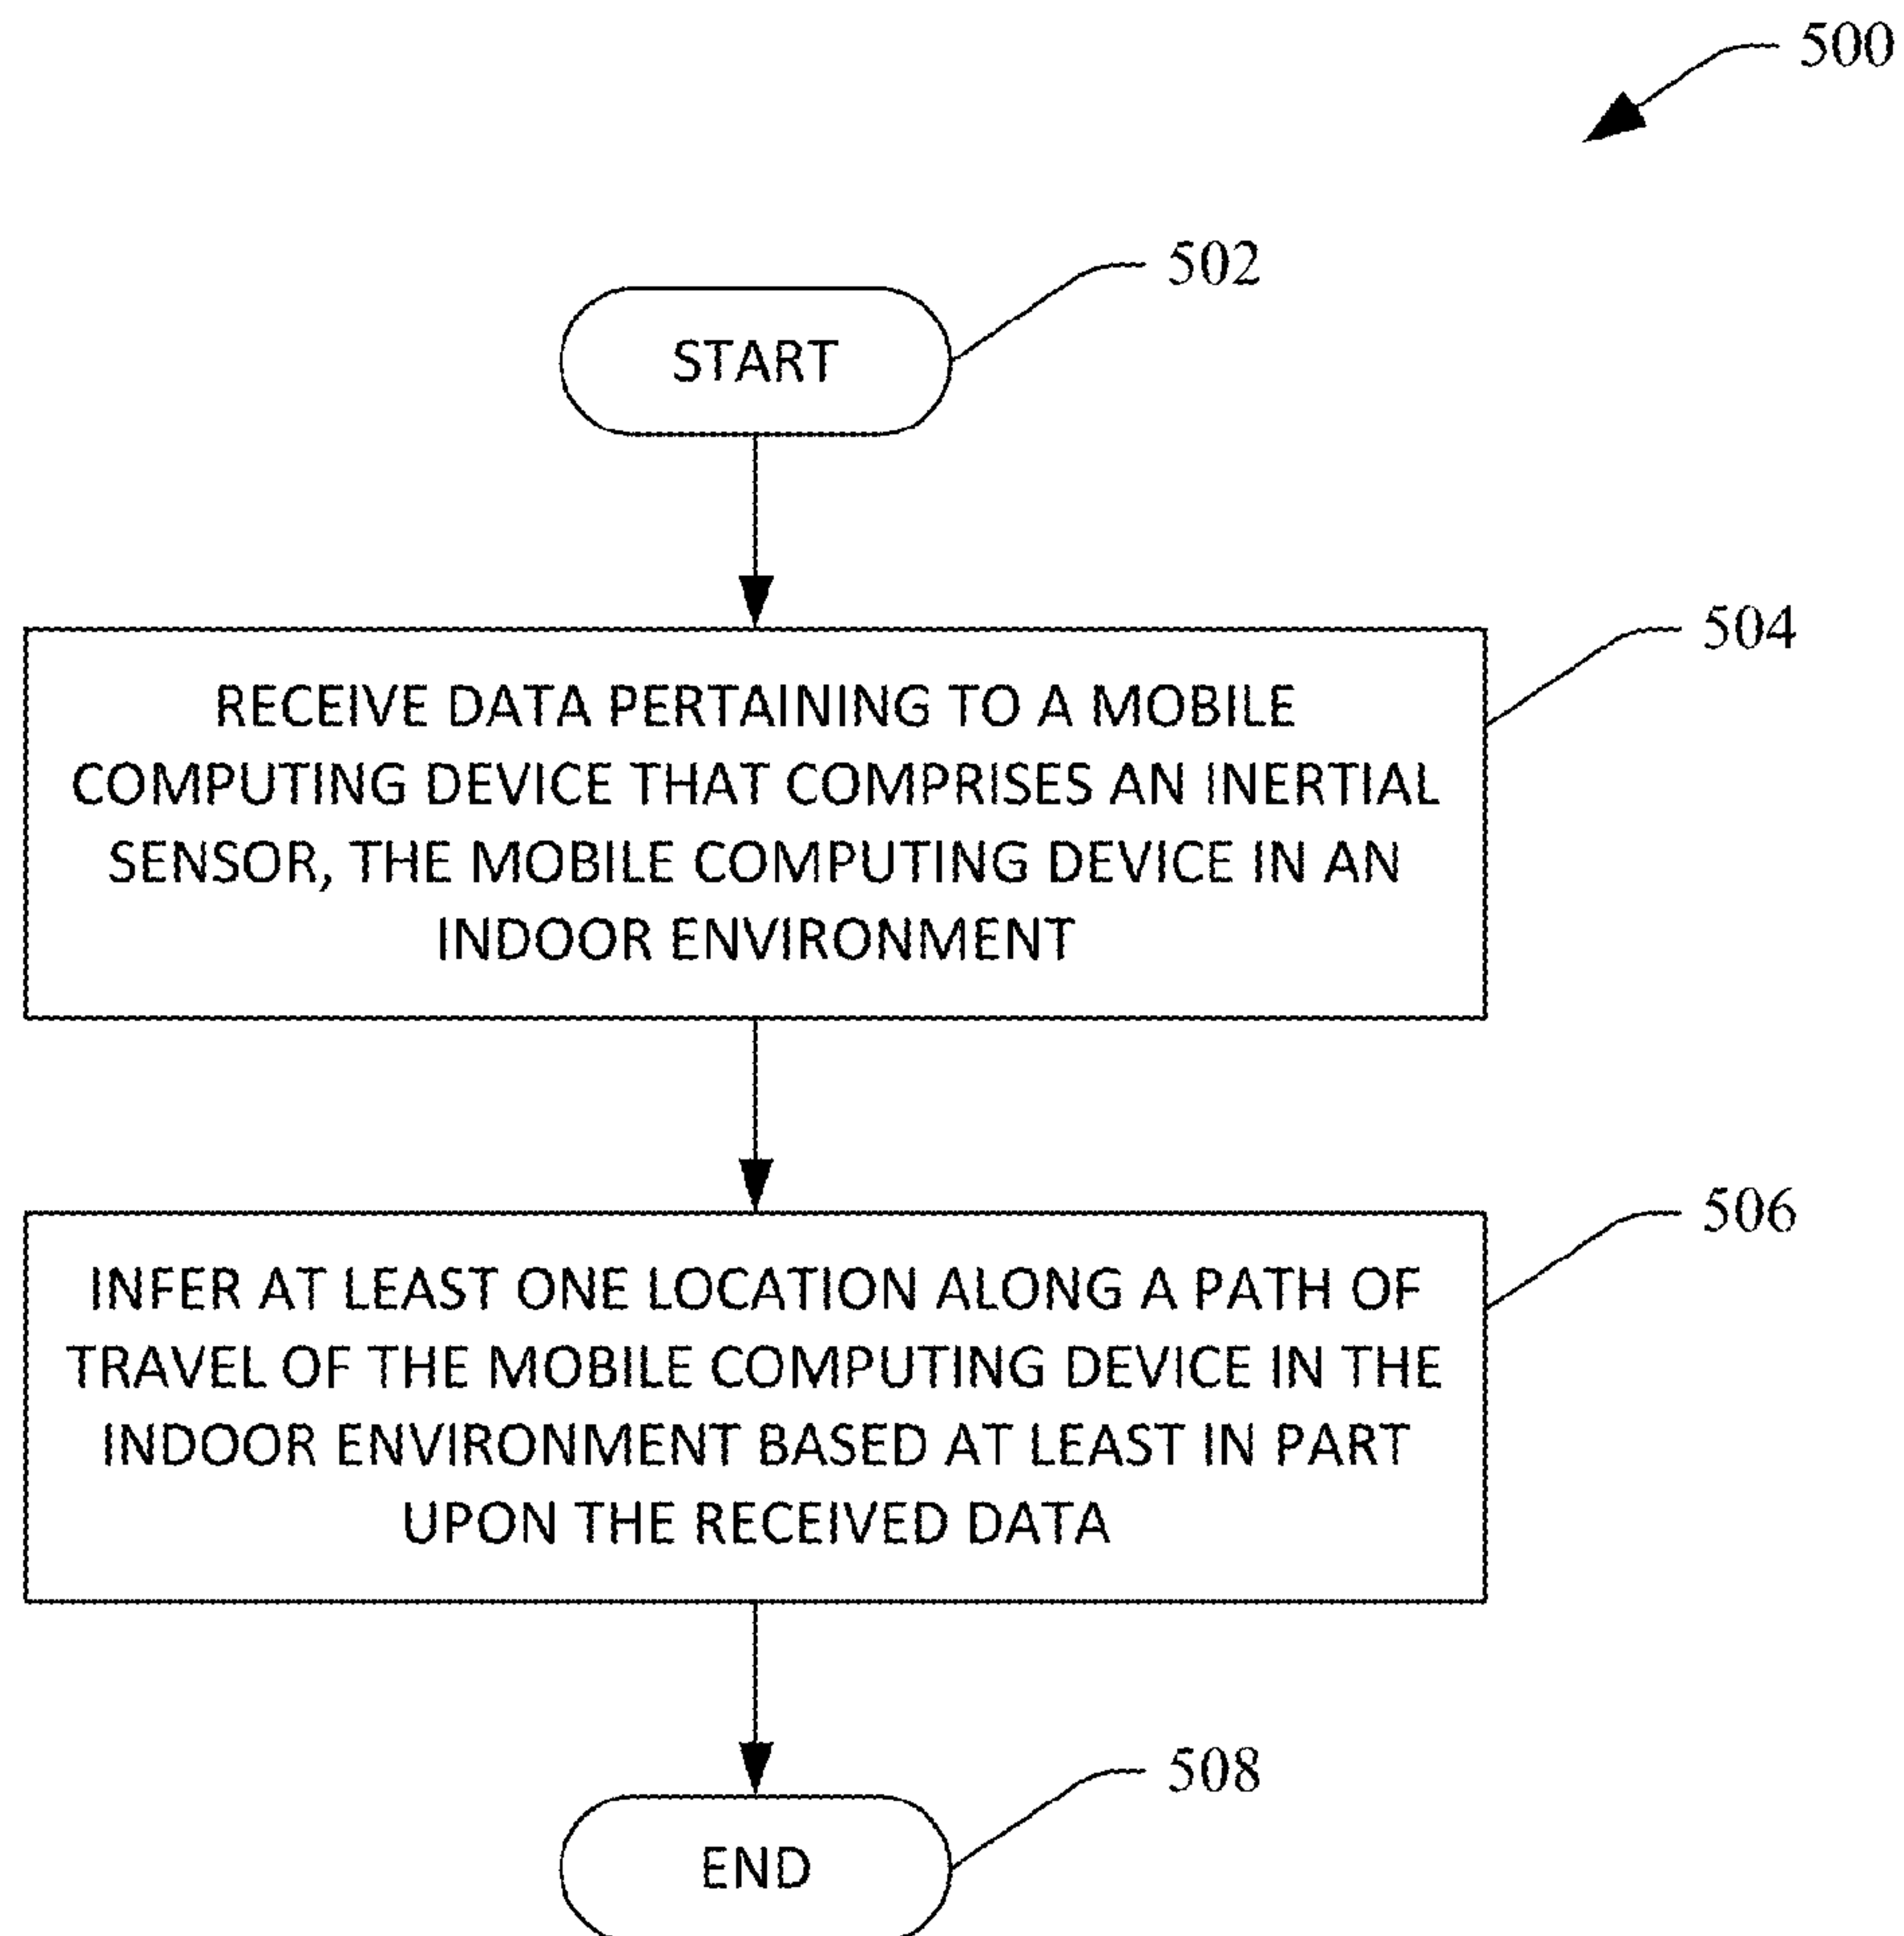 500
502
START
504
RECEIVE DATA PERTAINING TO A MOBILE
COMPUTING DEVICE THAT COMPRISES AN INERTIAL
SENSOR, THE MOBILE COMPUTING DEVICE IN AN
INDOOR ENVIRONMENT
506
INFER AT LEAST ONE LOCATION ALONG A PATH OF
TRAVEL OF THE MOBILE COMPUTING DEVICE IN THE
INDOOR ENVIRONMENT BASED AT LEAST IN PART
UPON THE RECEIVED DATA
508
END